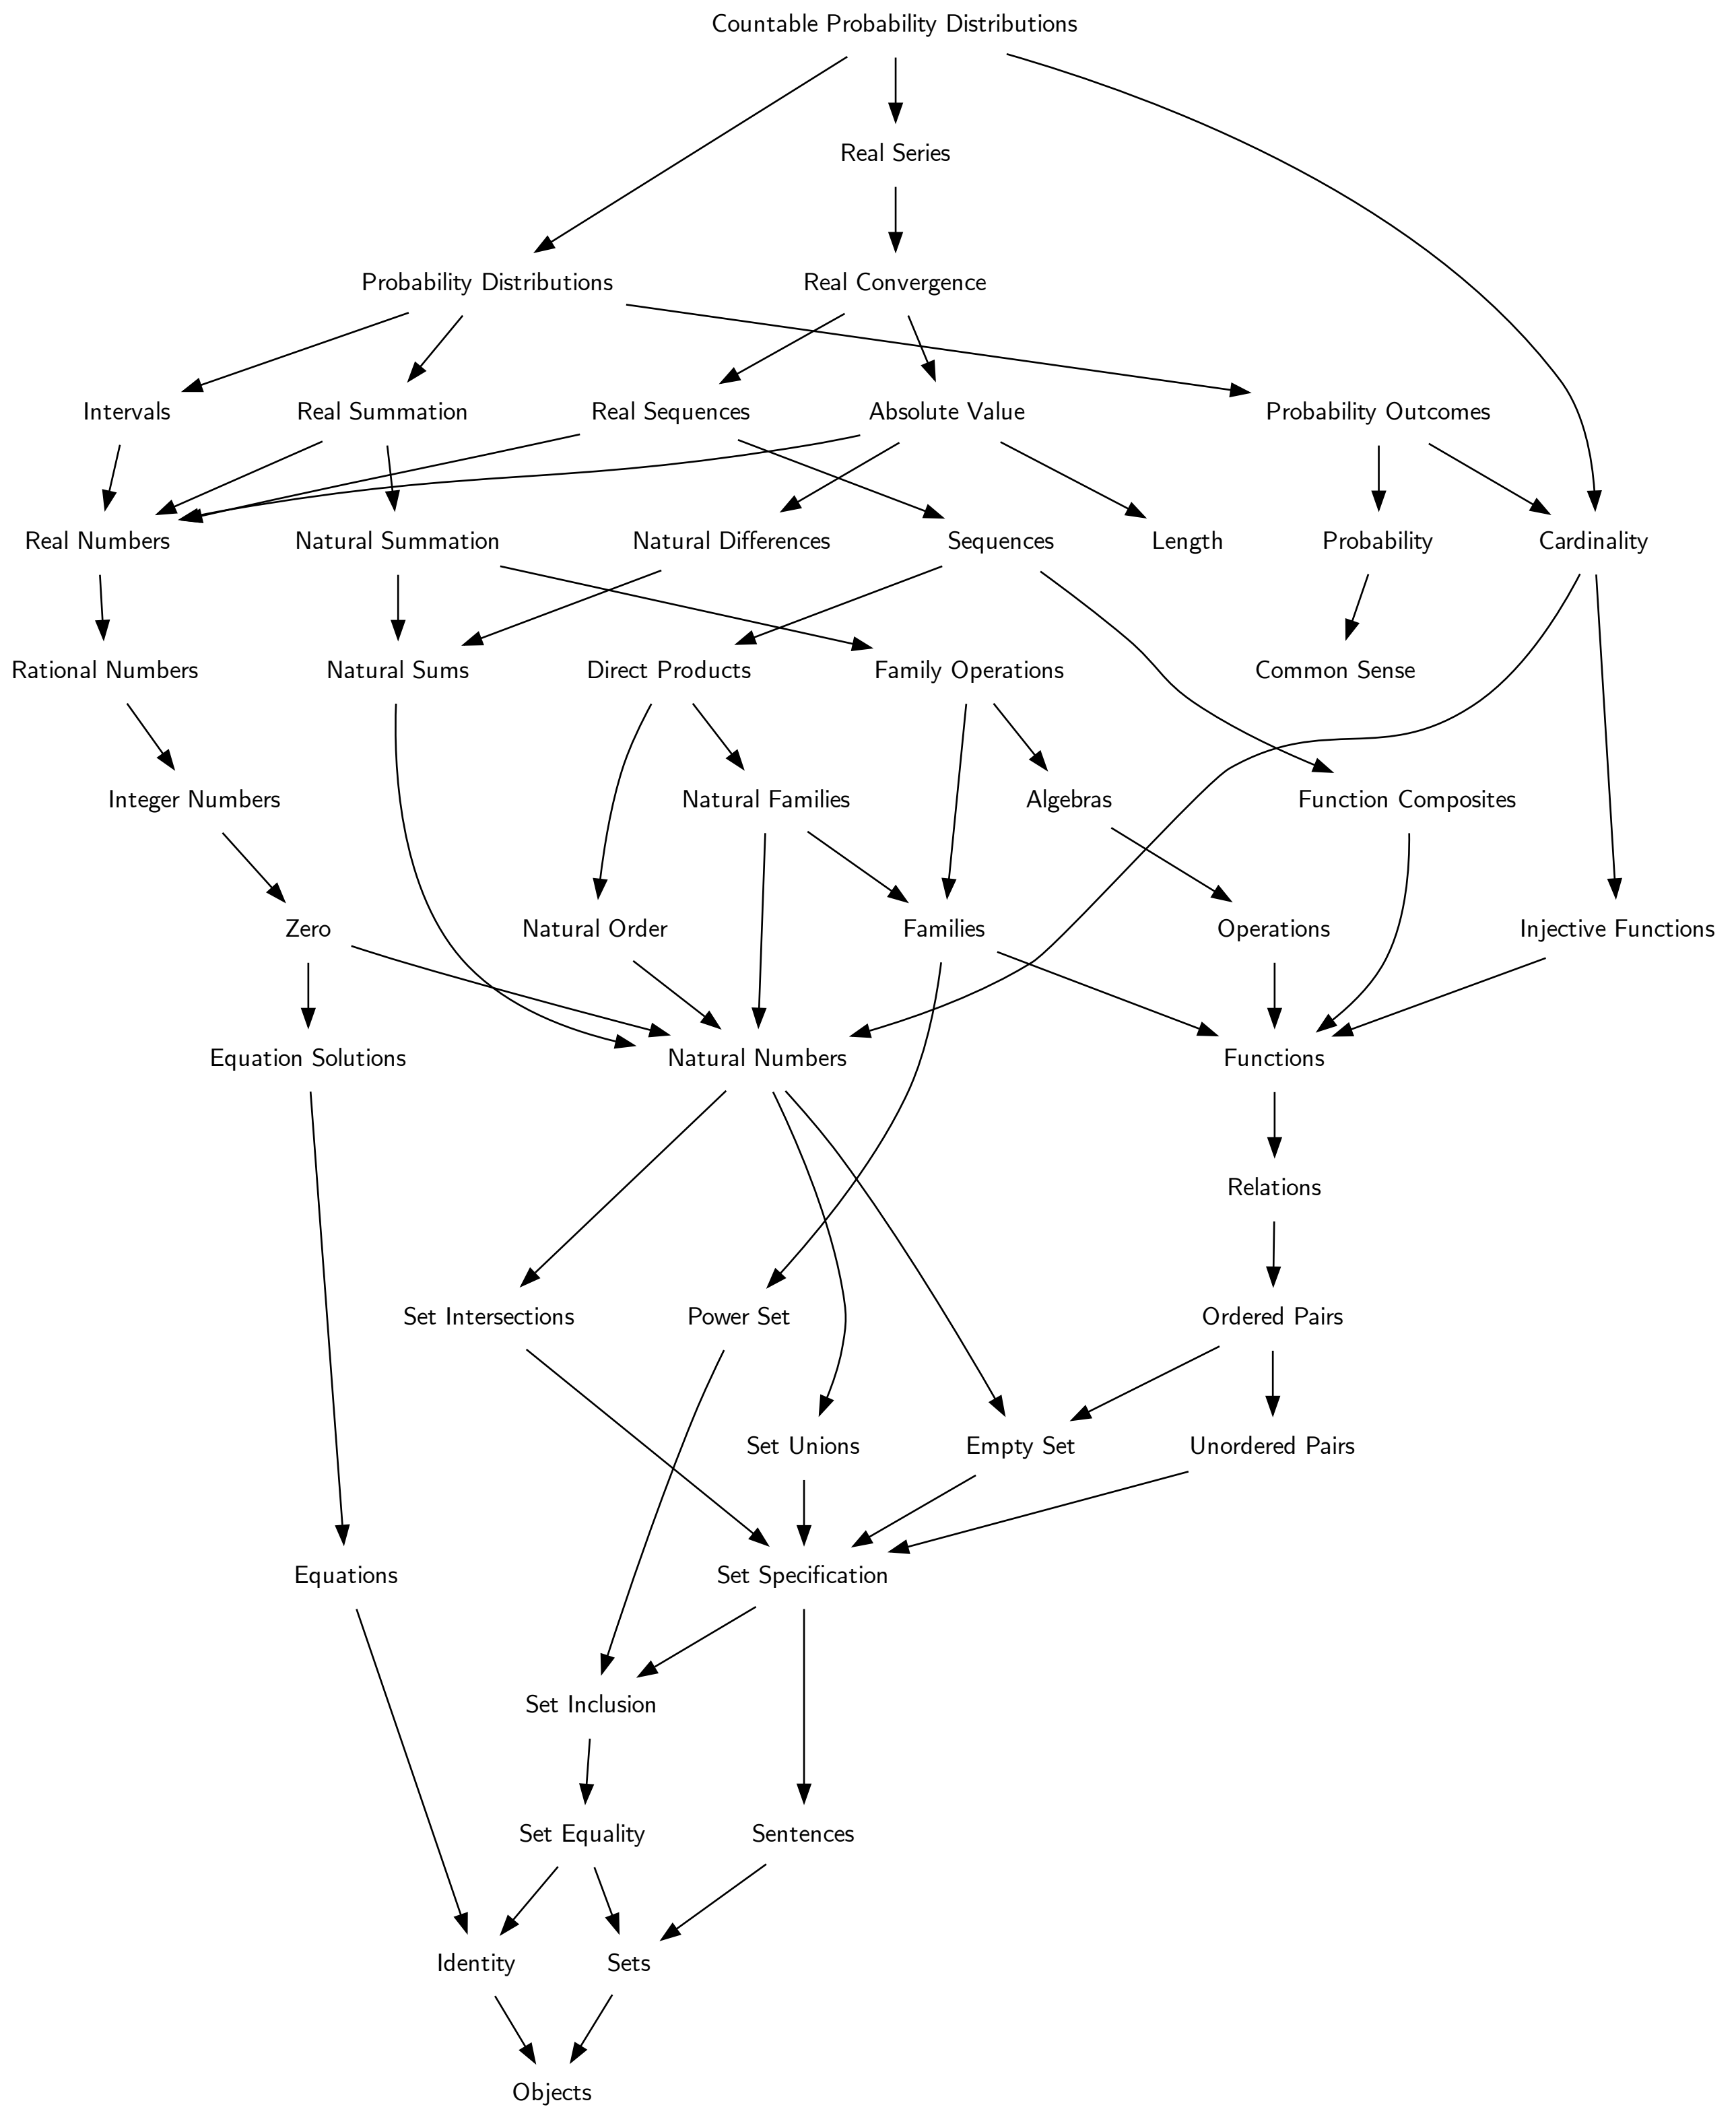 Countable Probability Distributions
Real Series
Probability Distributions
Real Convergence
Intervals
Real Summation
Real Sequences
Absolute Value
Probability Outcomes
Real Numbers
Natural Summation
Natural Differences
Sequences
Length
Probability
Cardinality
Rational Numbers
Natural Sums
Direct Products
Family Operations
Common Sense
Integer Numbers
Natural Families
Algebras
Function Composites
Zero
Natural Order
Families
Operations
Injective Functions
Equation Solutions
Natural Numbers
Functions
Relations
Set Intersections
Power Set
Ordered Pairs
Set Unions
Empty Set
Unordered Pairs
Equations
Set Specification
Set Inclusion
Set Equality
Sentences
Identity
Sets
Objects